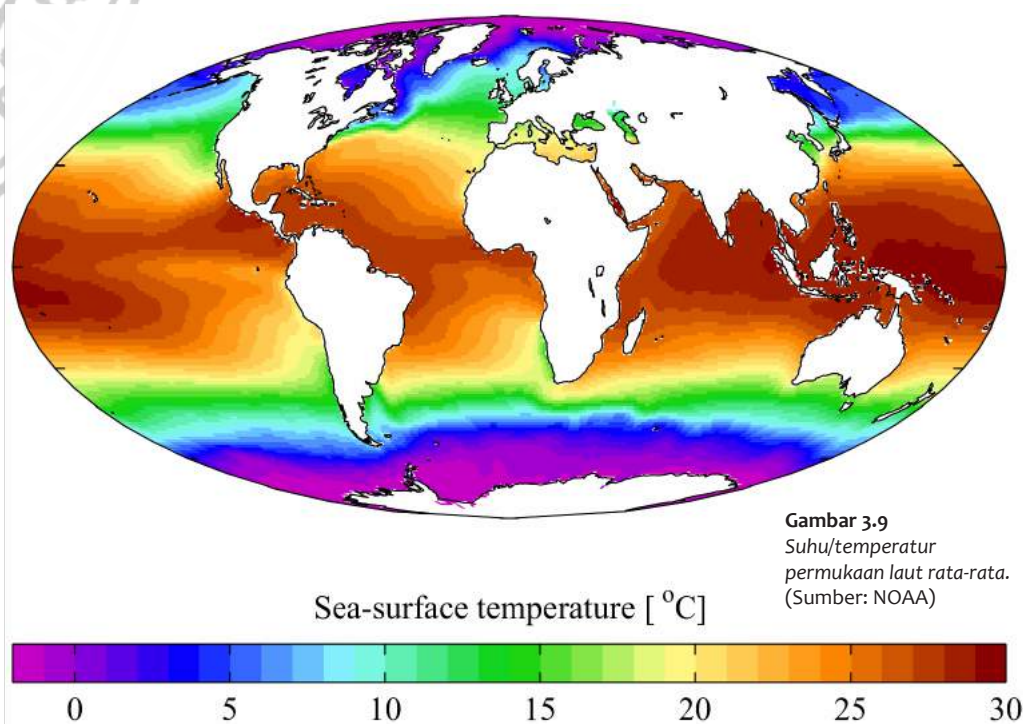 Gambar 3.9
Suhu/temperatur
permukaan laut rata-rata.
(Sumber: NOAA)
Sea-surface temperature [ °C]
0 5 10 15 20 25 30